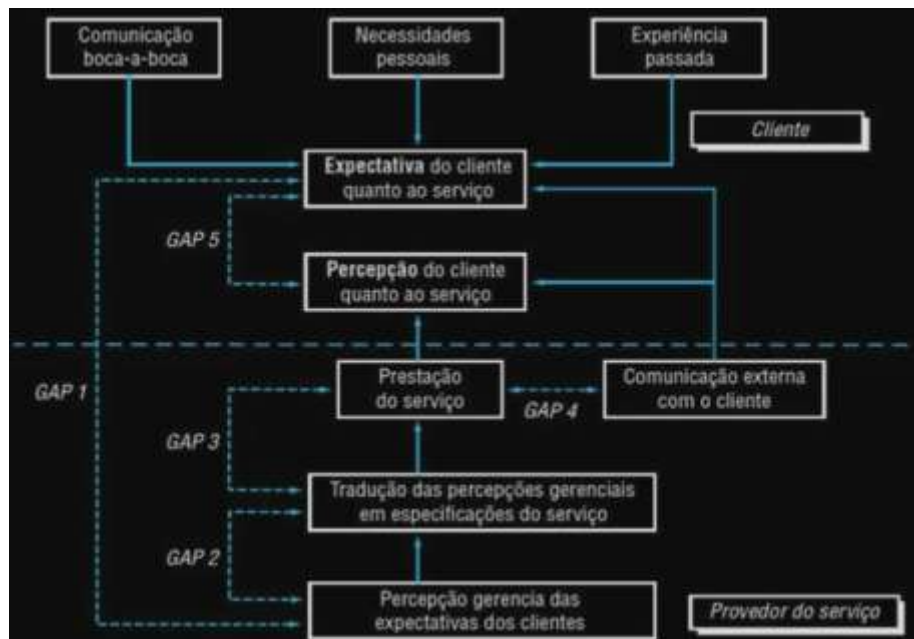 Comunicação
boca-a-boca
Necessidades
pessoais
Experiência
passada
Cliente
Expectativa do cliente
quanto ao serviço
GAP 5
Percepção do cliente
quanto ao serviço
GAP 1
Prestação
do serviço
GAP 4
Comunicação externa
com o cliente
GAP 3
Tradução das percepções gerenciais
em especificações do serviço
GAP 2
Percepção gerencia das
expectativas dos clientes
Provedor do serviço